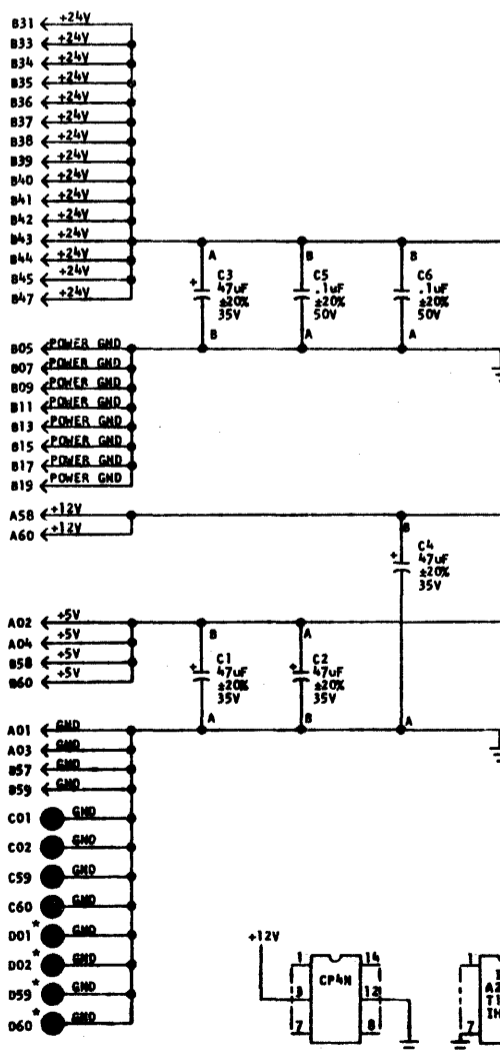 B31 +24V
B33 +24V
B34 +24V
B35 +24V
B36 +24V
B37 +24V
B38 +24V
B39 +24V
B40 +24V
B41 +24V
B42 +24V
B43 +24V
B44 +24V
B45 +24V
B47 +24V
A B B
C3 C5 C6
+ 47uF .1uF .1uF
±20% ±20% ±20%
35V 50V 50V
B A A
B05 POWER GND
B07 POWER GND
B09 POWER GND
B11 POWER GND
B13 POWER GND
B15 POWER GND
B17 POWER GND
B19 POWER GND
A58 +12V
A60 +12V
B
C4
+ 47uF
±20%
35V
A02 +5V
A04 +5V
B58 +5V
B60 +5V
B A
C1 C2
+ 47uF + 47uF
±20% ±20%
35V 35V
A B A
A01 GND
A03 GND
B57 GND
B59 GND
C01 GND
C02 GND
C59 GND
C60 GND
D01* GND
D02* GND
D59* GND
D60* GND
+12V
1 14
CP4N
3 12
7 8
1
A2
7